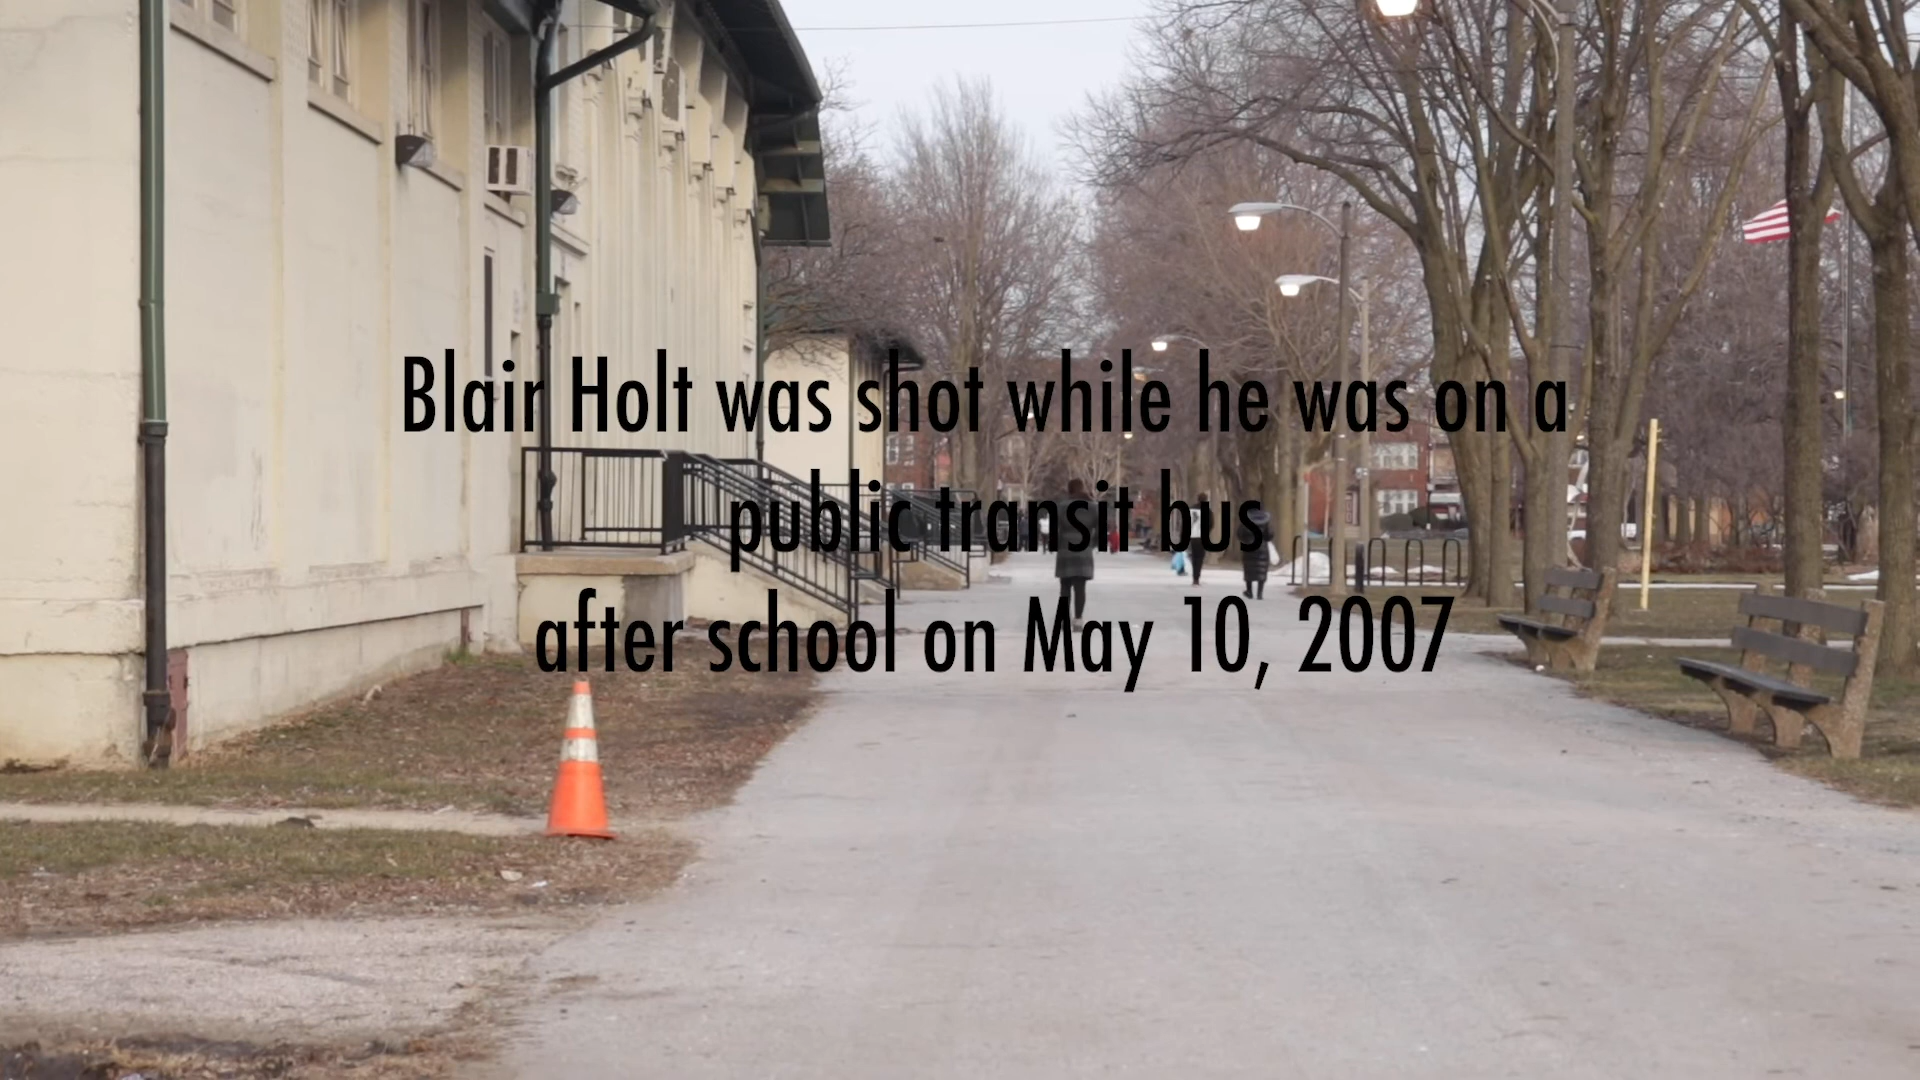 Blair Holt was shot while he was on a
public transit bus
after school on May 10, 2007